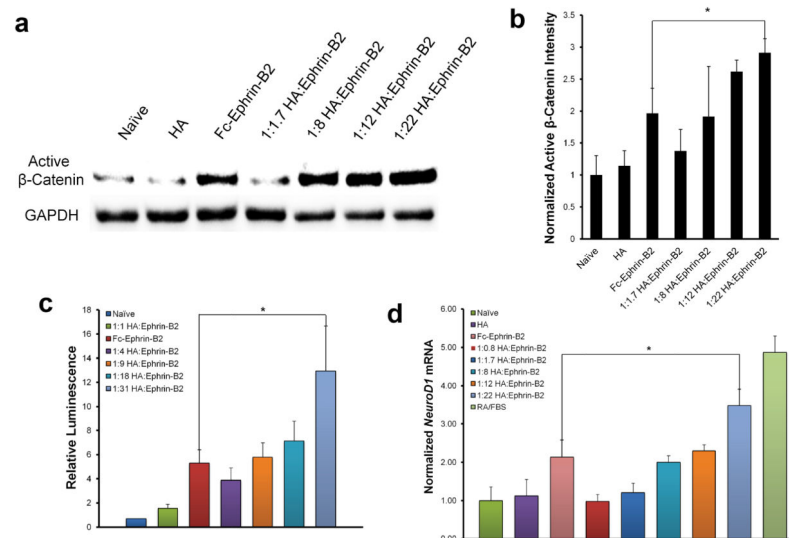 a
Naïve
HA
Fc-Ephrin-B2
1:1.7 HA:Ephrin-B2
1:8 HA:Ephrin-B2
1:12 HA:Ephrin-B2
1:22 HA:Ephrin-B2
Active
β-Catenin
GAPDH
b
Normalized Active β-Catenin Intensity
3.5
3
2.5
2
1.5
1
0.5
0
*
Naïve
HA
Fc-Ephrin-B2
1:1.7 HA:Ephrin-B2
1:8 HA:Ephrin-B2
1:12 HA:Ephrin-B2
1:22 HA:Ephrin-B2
c
Relative Luminescence
18
16
14
12
10
8
6
4
2
0
Naïve
1:1 HA:Ephrin-B2
Fc-Ephrin-B2
1:4 HA:Ephrin-B2
1:9 HA:Ephrin-B2
1:18 HA:Ephrin-B2
1:31 HA:Ephrin-B2
*
d
Normalized NeuroD1 mRNA
6.00
5.00
4.00
3.00
2.00
1.00
0.00
Naïve
HA
Fc-Ephrin-B2
1:0.8 HA:Ephrin-B2
1:1.7 HA:Ephrin-B2
1:8 HA:Ephrin-B2
1:12 HA:Ephrin-B2
1:22 HA:Ephrin-B2
RA/FBS
*